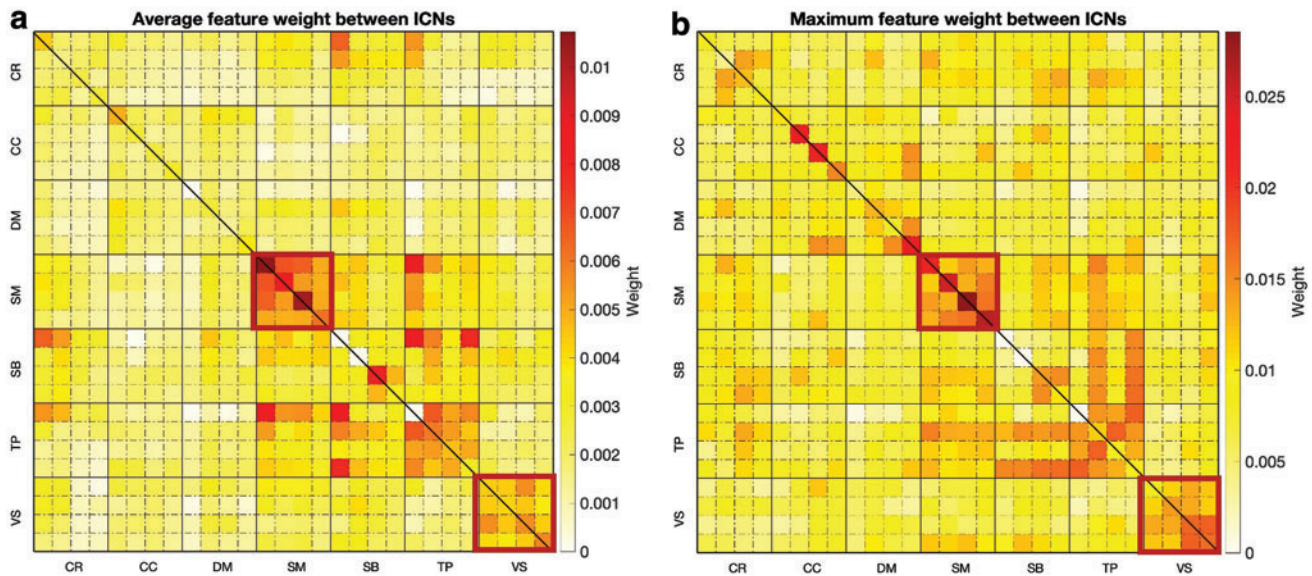 a
Average feature weight between ICNs
CR
CC
DM
SM
SB
TP
VS
CR CC DM SM SB TP VS
0.01
0.009
0.008
0.007
0.006
0.005
0.004
0.003
0.002
0.001
0
Weight
b
Maximum feature weight between ICNs
CR
CC
DM
SM
SB
TP
VS
CR CC DM SM SB TP VS
0.025
0.02
0.015
0.01
0.005
0
Weight